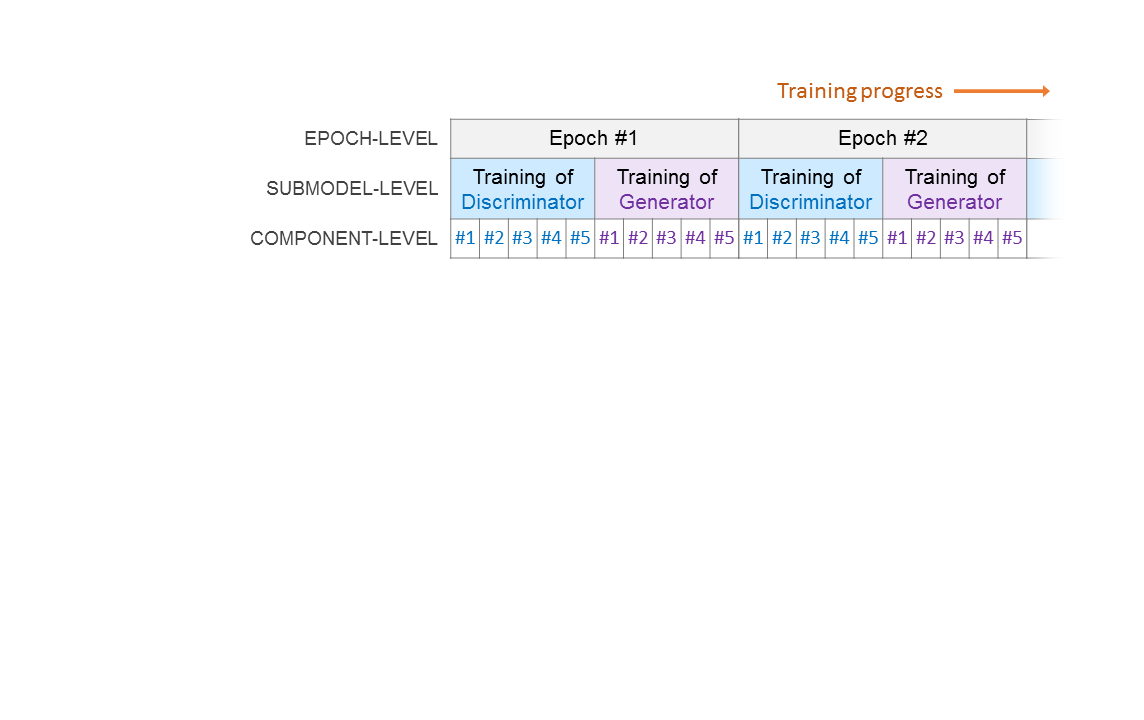 Training progress
EPOCH-LEVEL Epoch #1 Epoch #2
SUBMODEL-LEVEL Training of Training of Training of Training of
Discriminator Generator Discriminator Generator
COMPONENT-LEVEL #1 #2 #3 #4 #5 #1 #2 #3 #4 #5 #1 #2 #3 #4 #5 #1 #2 #3 #4 #5